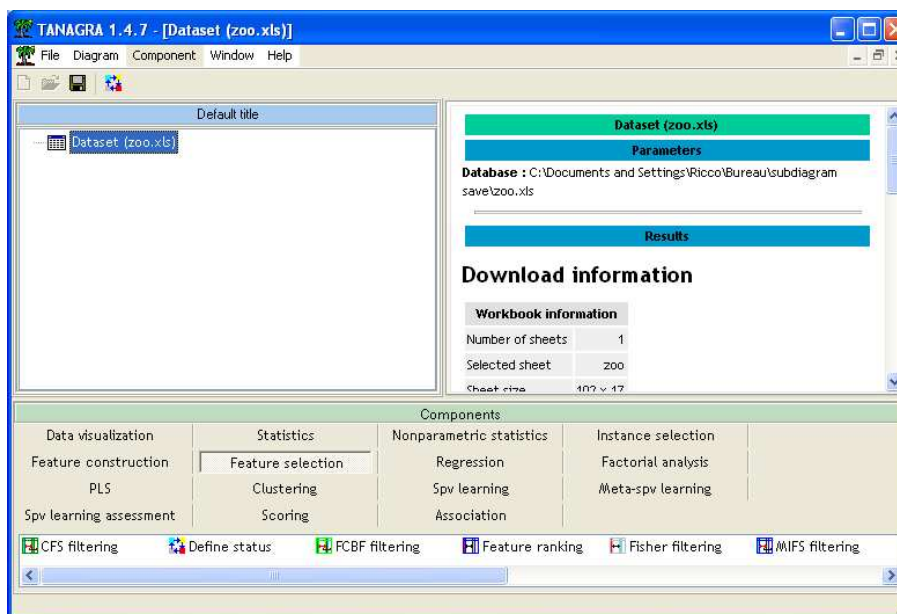 TANAGRA 1.4.7 - [Dataset (zoo.xls)]
File Diagram Component Window Help
Default title
Dataset (zoo.xls)
Dataset (zoo.xls)
Parameters
Database : C:\Documents and Settings\Ricco\Bureau\subdiagram
save\zoo.xls
Results
Download information
Workbook information
Number of sheets 1
Selected sheet zoo
Sheet size 102 x 17
Components
Data visualization Statistics Nonparametric statistics Instance selection
Feature construction Feature selection Regression Factorial analysis
PLS Clustering Spv learning Meta-spv learning
Spv learning assessment Scoring Association
CFS filtering Define status FCBF filtering Feature ranking Fisher filtering MIFS filtering